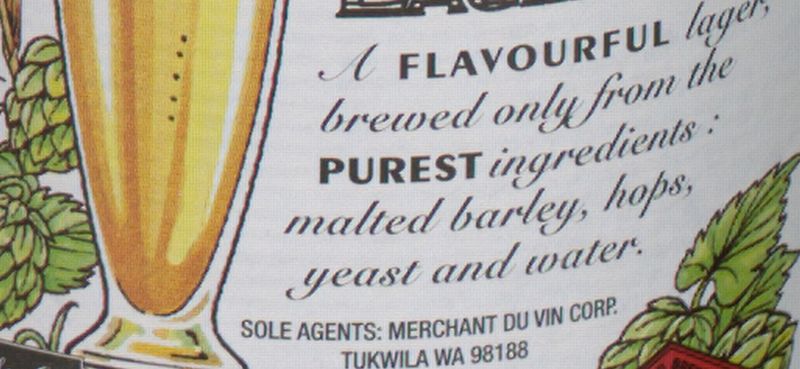 A FLAVOURFUL lager,
brewed only from the
PUREST ingredients :
malted barley, hops,
yeast and water.
SOLE AGENTS: MERCHANT DU VIN CORP.
TUKWILA WA 98188